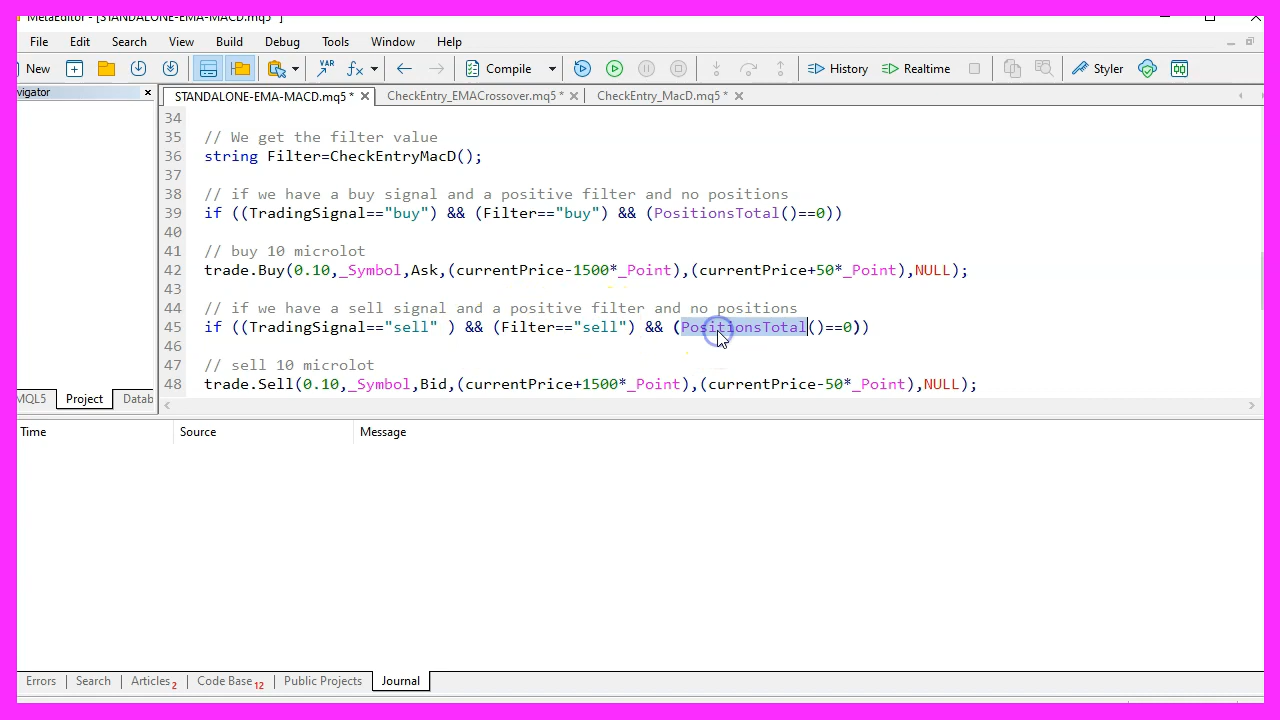 MetaEditor - [STANDALONE-EMA-MACD.mq5 *]
File Edit Search View Build Debug Tools Window Help
New VAR fx Compile History Realtime Styler
vigator
STANDALONE-EMA-MACD.mq5 * CheckEntry_EMACrossover.mq5 * CheckEntry_MacD.mq5 *
34
35 // We get the filter value
36 string Filter=CheckEntryMacD();
37
38 // if we have a buy signal and a positive filter and no positions
39 if ((TradingSignal=="buy") && (Filter=="buy") && (PositionsTotal()==0))
40
41 // buy 10 microlot
42 trade.Buy(0.10,_Symbol,Ask,(currentPrice-1500*_Point),(currentPrice+50*_Point),NULL);
43
44 // if we have a sell signal and a positive filter and no positions
45 if ((TradingSignal=="sell" ) && (Filter=="sell") && (PositionsTotal()==0))
46
47 // sell 10 microlot
48 trade.Sell(0.10,_Symbol,Bid,(currentPrice+1500*_Point),(currentPrice-50*_Point),NULL);
MQL5 Project Datab
Time Source Message
Errors Search Articles 2 Code Base 12 Public Projects Journal